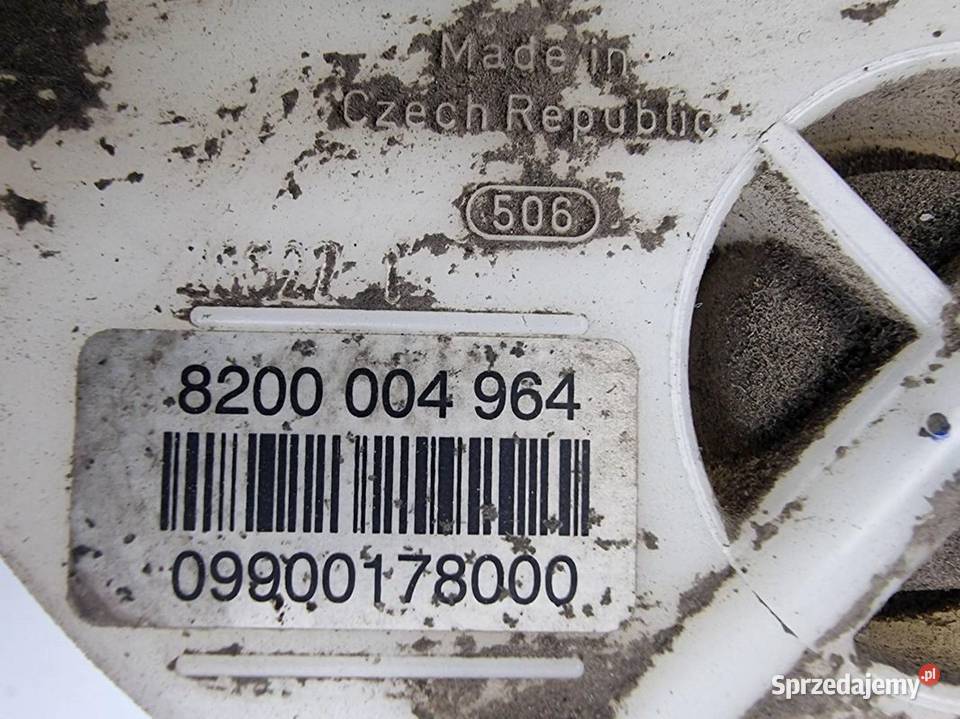 Made in
Czech Republic
506
8200 004 964
09900178000
Sprzedajemy.pl